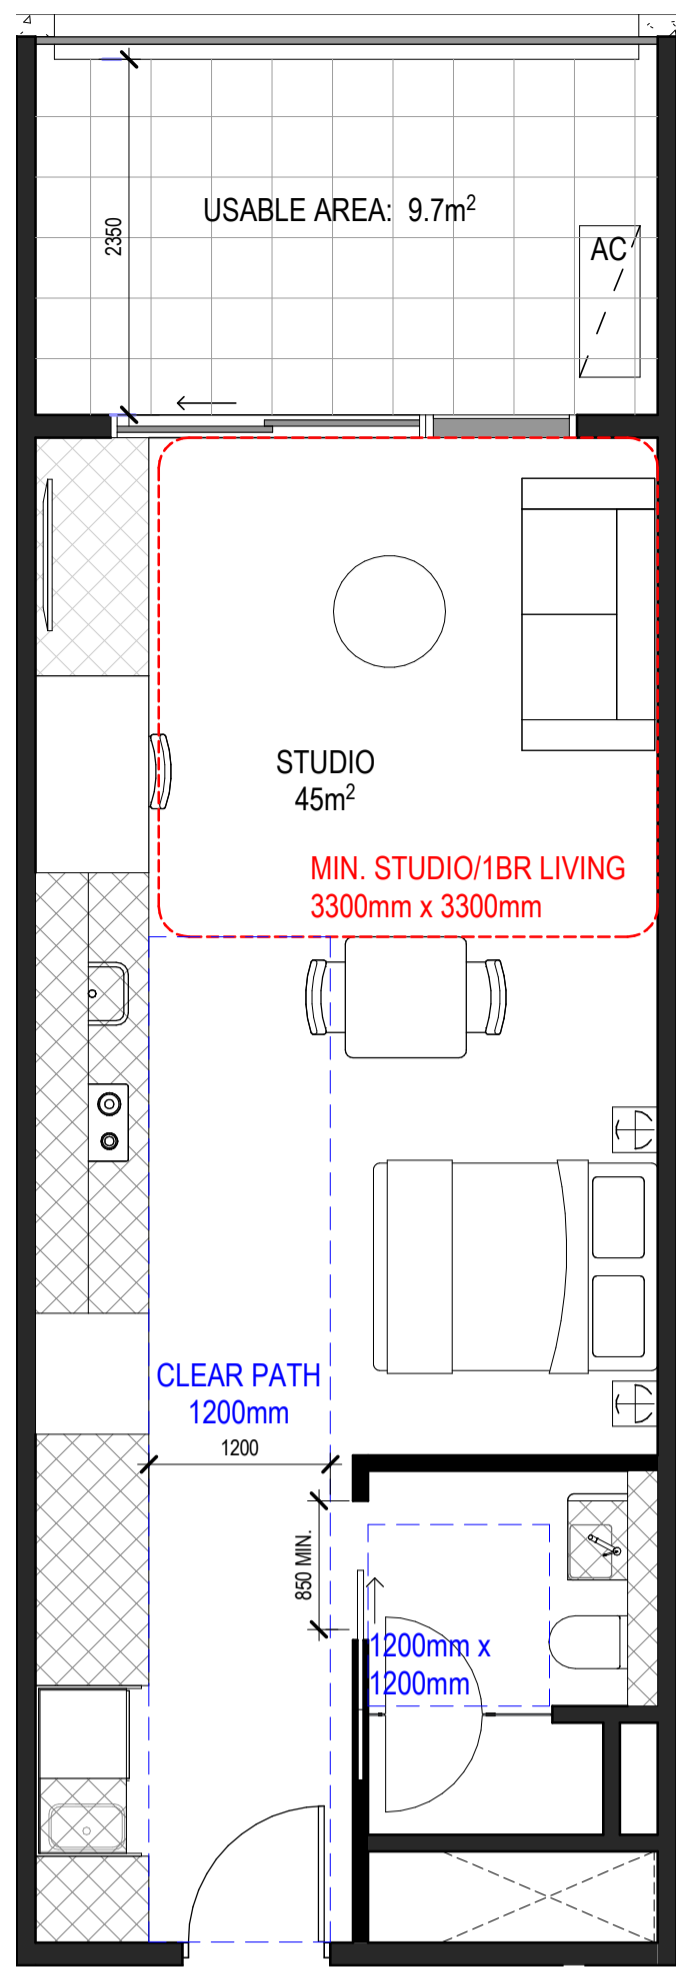 USABLE AREA: 9.7m²
2350
AC
STUDIO
45m²
MIN. STUDIO/1BR LIVING
3300mm x 3300mm
CLEAR PATH
1200mm
1200
850 MIN.
1200mm x
1200mm